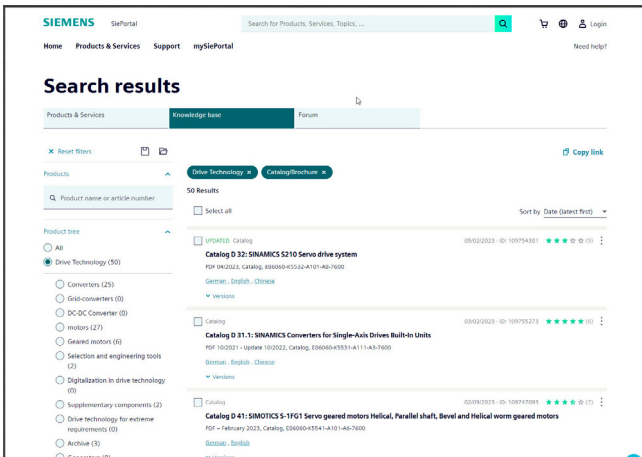 SIEMENS SiePortal
Search for Products, Services, Topics, ...
Login
Home Products & Services Support mySiePortal
Need help?
Search results
Products & Services Knowledge base Forum
× Reset filters
Copy link
Products
Drive Technology × Catalog/Brochure ×
50 Results
Product name or article number
Select all
Sort by Date (latest first)
Product tree
All
Drive Technology (50)
Converters (25)
Grid-converters (0)
DC-DC Converter (0)
motors (27)
Geared motors (6)
Selection and engineering tools
(2)
Digitalization in drive technology
(0)
Supplementary components (2)
Drive technology for extreme
requirements (0)
Archive (3)
Generators (0)
UPDATED Catalog
05/02/2023 - ID: 109754381 (9)
Catalog D 32: SINAMICS S210 Servo drive system
PDF 04/2023, Catalog, E86060-K5532-A101-A8-7600
German , English , Chinese
Versions
Catalog
03/02/2023 - ID: 109755273 (6)
Catalog D 31.1: SINAMICS Converters for Single-Axis Drives Built-In Units
PDF 10/2021 - Update 10/2022, Catalog, E86060-K5531-A111-A3-7600
German , English , Chinese
Versions
Catalog
02/09/2023 - ID: 109747093 (7)
Catalog D 41: SIMOTICS S-1FG1 Servo geared motors Helical, Parallel shaft, Bevel and Helical worm geared motors
PDF – February 2023, Catalog, E86060-K5541-A101-A6-7600
German , English
Versions